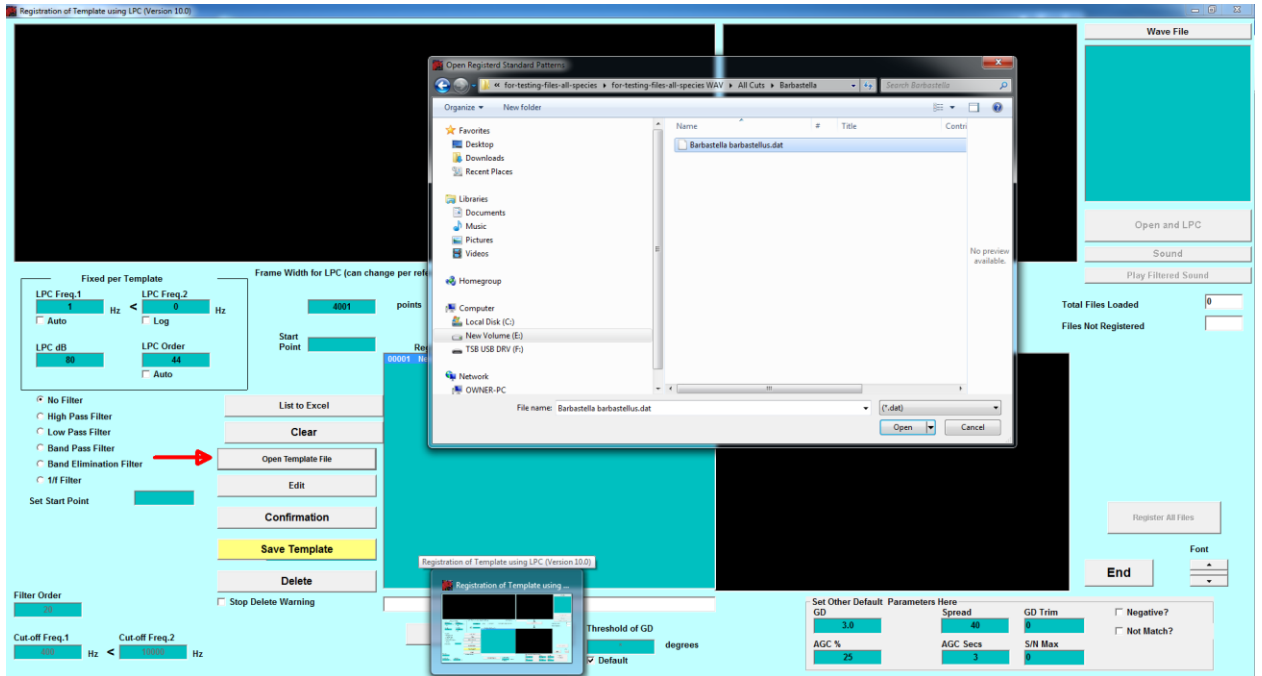 Registration of Template using LPC (Version 10.0)
Wave File
Open Registerd Standard Patterns
« for-testing-files-all-species ▸ for-testing-files-all-species WAV ▸ All Cuts ▸ Barbastella
Search Barbastella
Organize
New folder
Favorites
Desktop
Downloads
Recent Places
Libraries
Documents
Music
Pictures
Videos
Homegroup
Computer
Local Disk (C:)
New Volume (E:)
TSB USB DRV (F:)
Network
OWNER-PC
Name
#
Title
Contri
Barbastella barbastellus.dat
No preview
available.
File name:
Barbastella barbastellus.dat
(*.dat)
Open
Cancel
Open and LPC
Sound
Play Filtered Sound
Total Files Loaded
0
Files Not Registered
Fixed per Template
LPC Freq.1
LPC Freq.2
1
Hz
<
0
Hz
Auto
Log
LPC dB
LPC Order
80
44
Auto
Frame Width for LPC (can change per refe
4001
points
Start
Point
Re
00001
No Filter
High Pass Filter
Low Pass Filter
Band Pass Filter
Band Elimination Filter
1/f Filter
Set Start Point
List to Excel
Clear
Open Template File
Edit
Confirmation
Save Template
Delete
Stop Delete Warning
Filter Order
20
Cut-off Freq.1
Cut-off Freq.2
400
Hz
<
10000
Hz
Registration of Template using LPC (Version 10.0)
Registration of Template using ...
Threshold of GD
degrees
Default
Register All Files
Font
End
Set Other Default Parameters Here
GD
Spread
GD Trim
3.0
40
0
Negative?
AGC %
AGC Secs
S/N Max
25
3
0
Not Match?